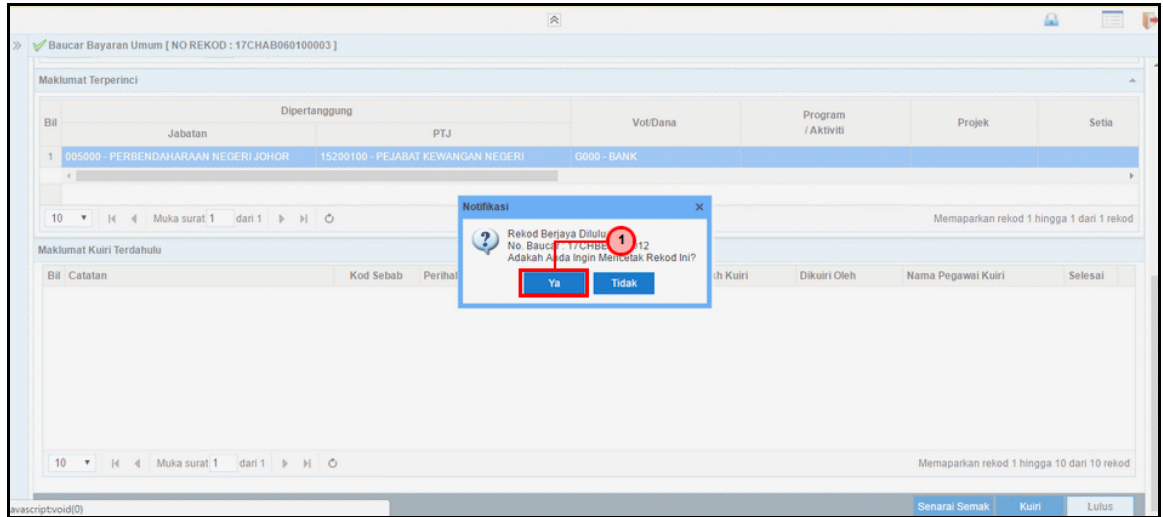 Baucar Bayaran Umum [ NO REKOD : 17CHAB060100003 ]
Maklumat Terperinci
Bil
Dipertanggung
Jabatan
PTJ
Vot/Dana
Program
/ Aktiviti
Projek
Setia
1 005000 - PERBENDAHARAAN NEGERI JOHOR 15200100 - PEJABAT KEWANGAN NEGERI G000 - BANK
10 Muka surat 1 dari 1 Memaparkan rekod 1 hingga 1 dari 1 rekod
Notifikasi
Rekod Berjaya
No. Baucar
Adakah Anda Ingin Mencetak Rekod Ini?
1
Ya Tidak
Maklumat Kuiri Terdahulu
Bil Catatan Kod Sebab Kuiri Dikuiri Oleh Nama Pegawai Kuiri Selesai
10 Muka surat 1 dari 1 Memaparkan rekod 1 hingga 10 dari 10 rekod
avascript:void(0)
Senarai Semak Kuiri Lulus